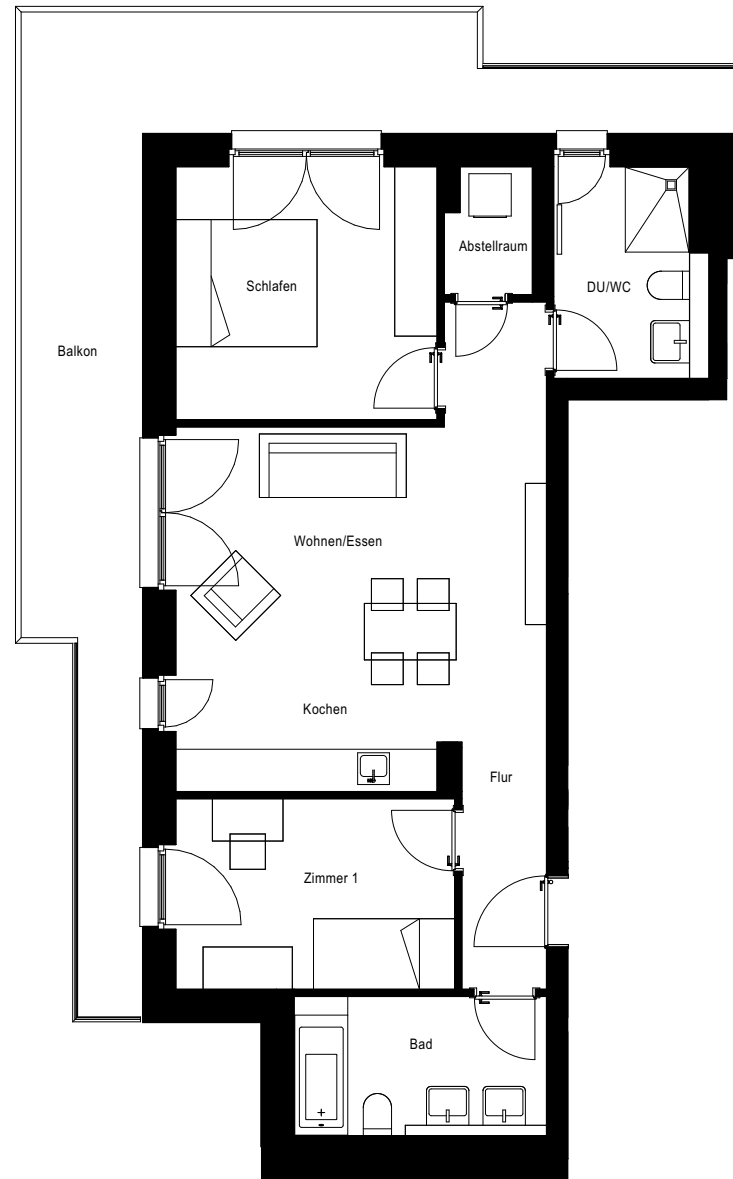 Abstellraum
Schlafen
DU/WC
Balkon
Wohnen/Essen
Kochen
Flur
Zimmer 1
Bad